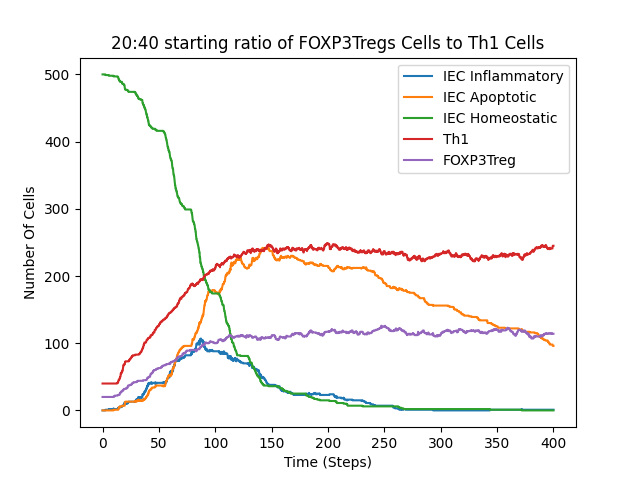 20:40 starting ratio of FOXP3Tregs Cells to Th1 Cells
IEC Inflammatory
IEC Apoptotic
IEC Homeostatic
Th1
FOXP3Treg
Number Of Cells
500
400
300
200
100
0
0 50 100 150 200 250 300 350 400
Time (Steps)